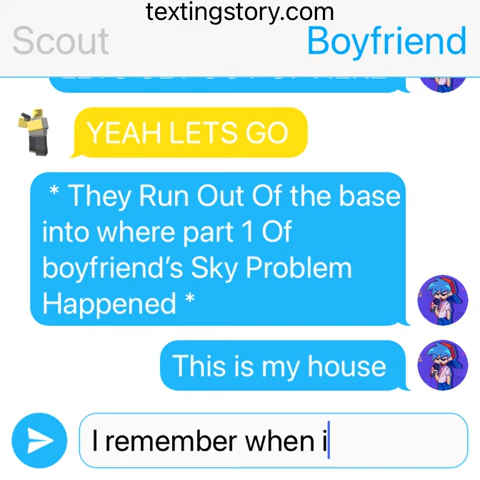 textingstory.com
Scout
Boyfriend
YEAH LETS GO
* They Run Out Of the base
into where part 1 Of
boyfriend's Sky Problem
Happened *
This is my house
I remember when i